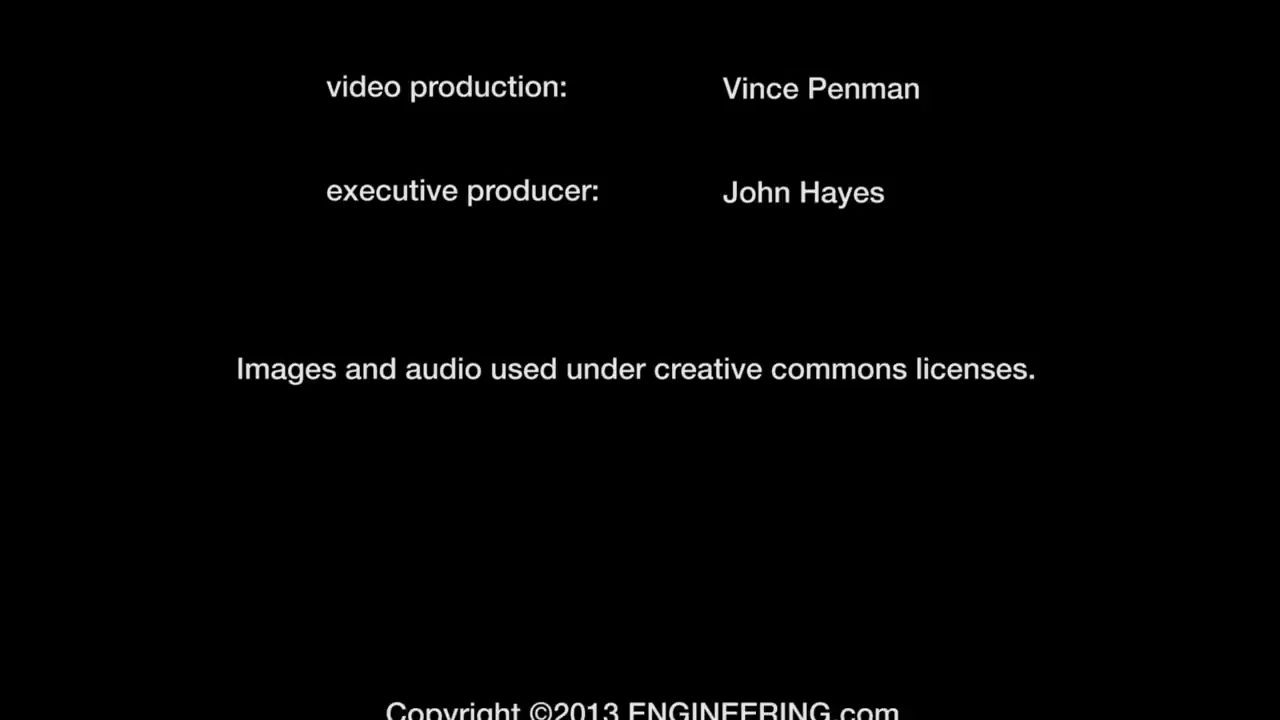 video production: Vince Penman
executive producer: John Hayes
Images and audio used under creative commons licenses.
Copyright ©2013 ENGINEERING.com